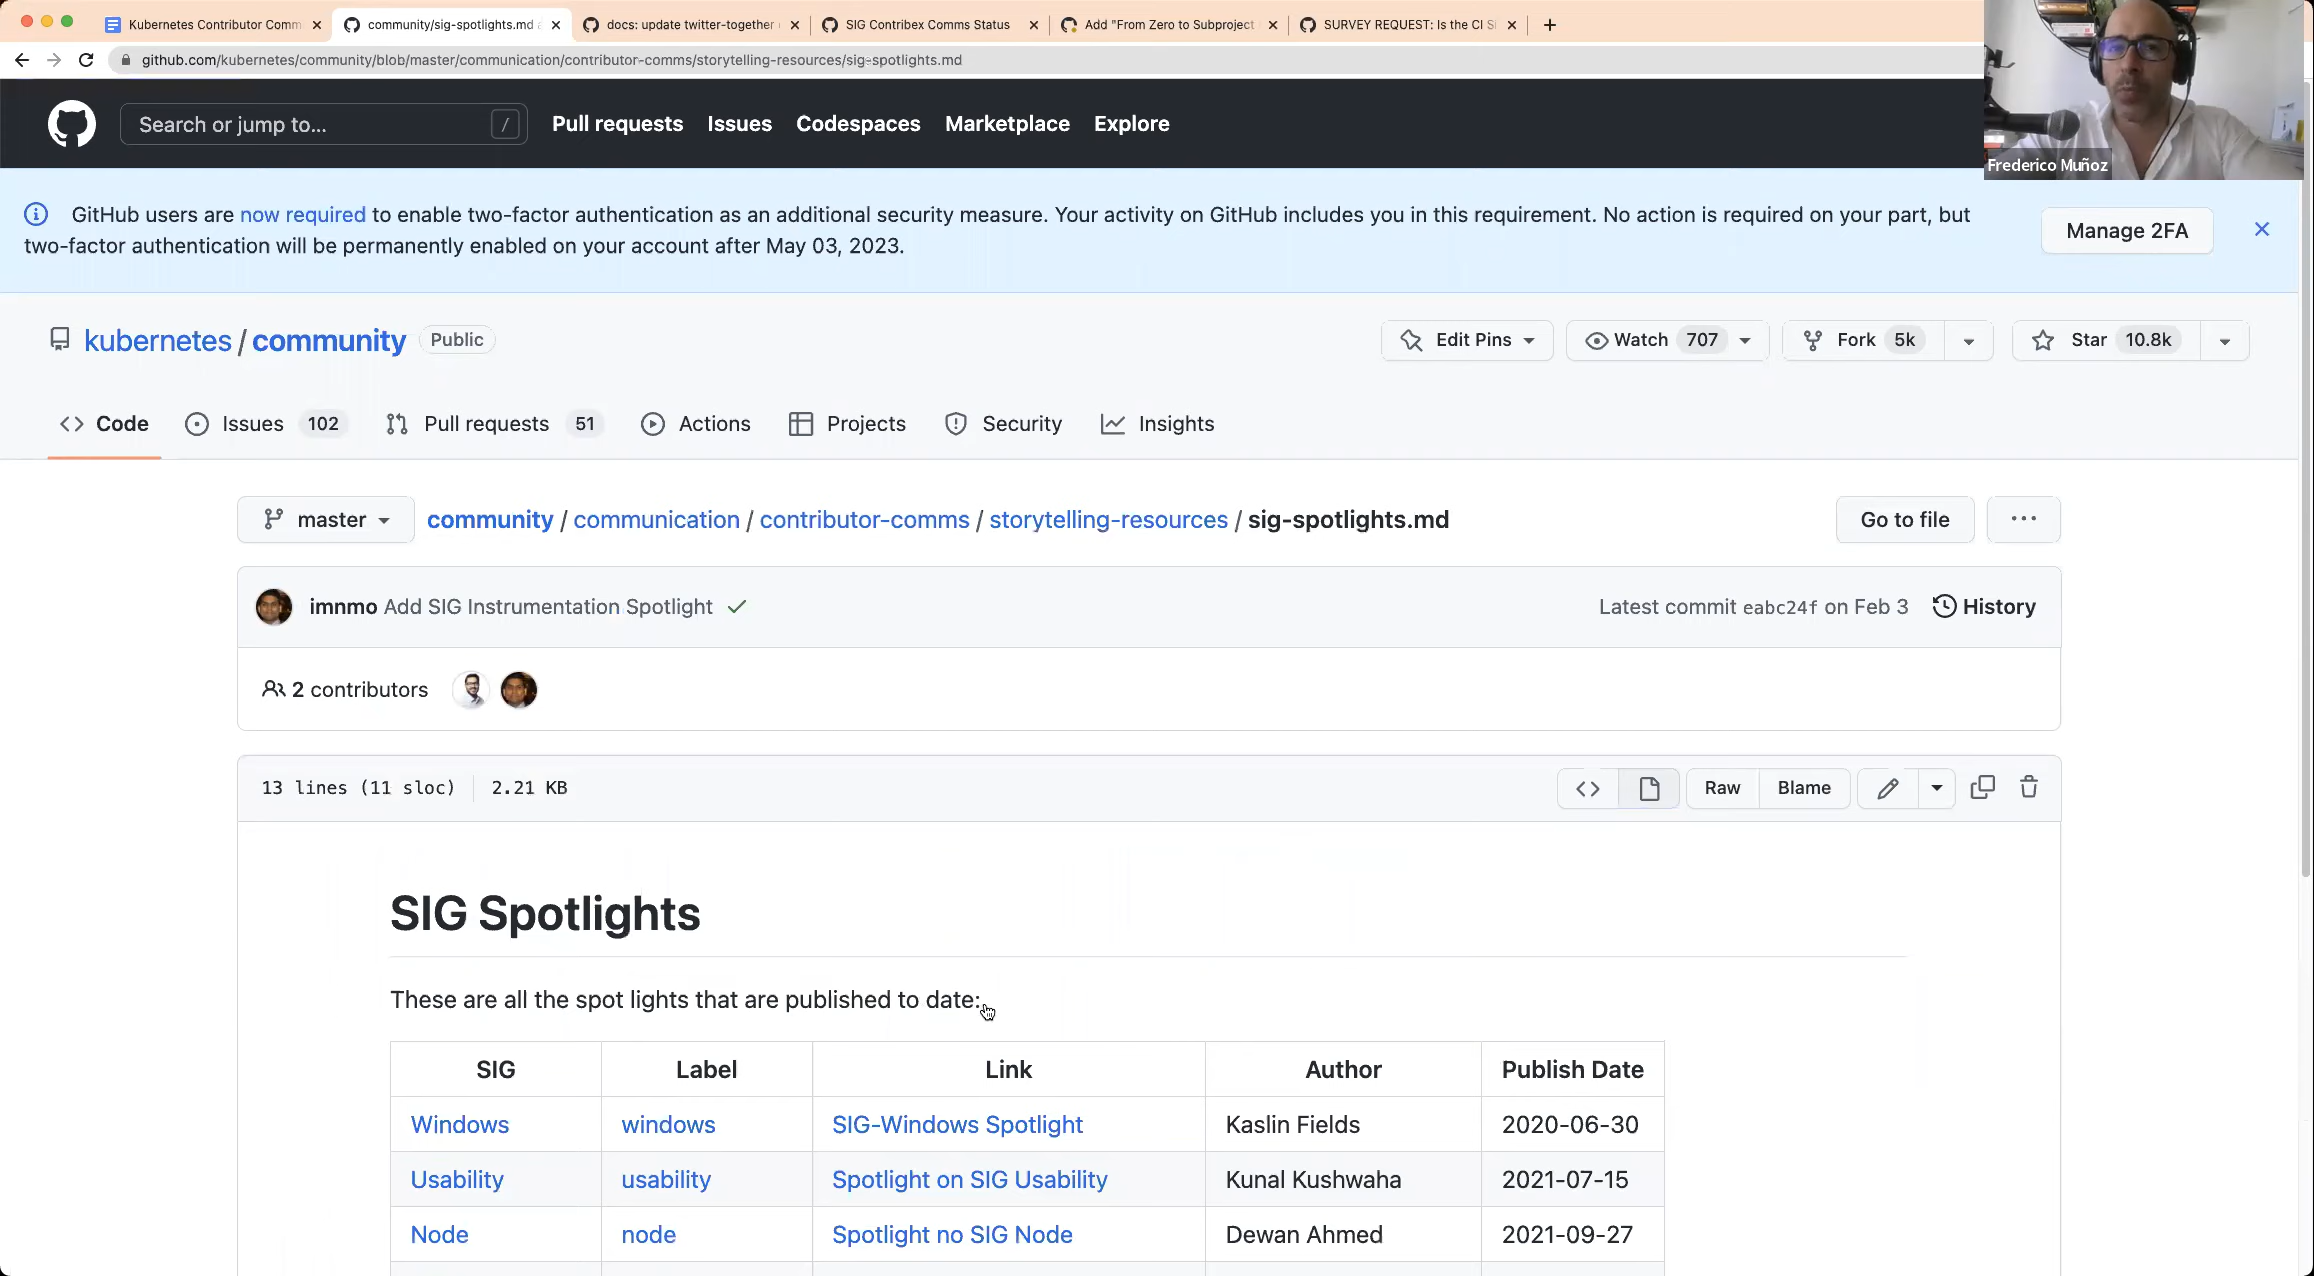 Kubernetes Contributor Comm
community/sig-spotlights.md
docs: update twitter-together
SIG Contribex Comms Status
Add "From Zero to Subproject
SURVEY REQUEST: Is the CI
github.com/kubernetes/community/blob/master/communication/contributor-comms/storytelling-resources/sig-spotlights.md
Search or jump to... /
Pull requests Issues Codespaces Marketplace Explore
Frederico Muñoz
GitHub users are now required to enable two-factor authentication as an additional security measure. Your activity on GitHub includes you in this requirement. No action is required on your part, but
two-factor authentication will be permanently enabled on your account after May 03, 2023.
Manage 2FA
kubernetes / community Public
Edit Pins Watch 707 Fork 5k Star 10.8k
Code Issues 102 Pull requests 51 Actions Projects Security Insights
master community / communication / contributor-comms / storytelling-resources / sig-spotlights.md Go to file ...
imnmo Add SIG Instrumentation Spotlight Latest commit eabc24f on Feb 3 History
2 contributors
13 lines (11 sloc) 2.21 KB Raw Blame
SIG Spotlights
These are all the spot lights that are published to date:
SIG Label Link Author Publish Date
Windows windows SIG-Windows Spotlight Kaslin Fields 2020-06-30
Usability usability Spotlight on SIG Usability Kunal Kushwaha 2021-07-15
Node node Spotlight no SIG Node Dewan Ahmed 2021-09-27